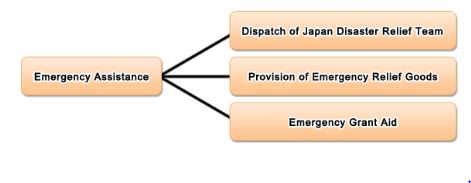 Dispatch of Japan Disaster Relief Team
Emergency Assistance
Provision of Emergency Relief Goods
Emergency Grant Aid